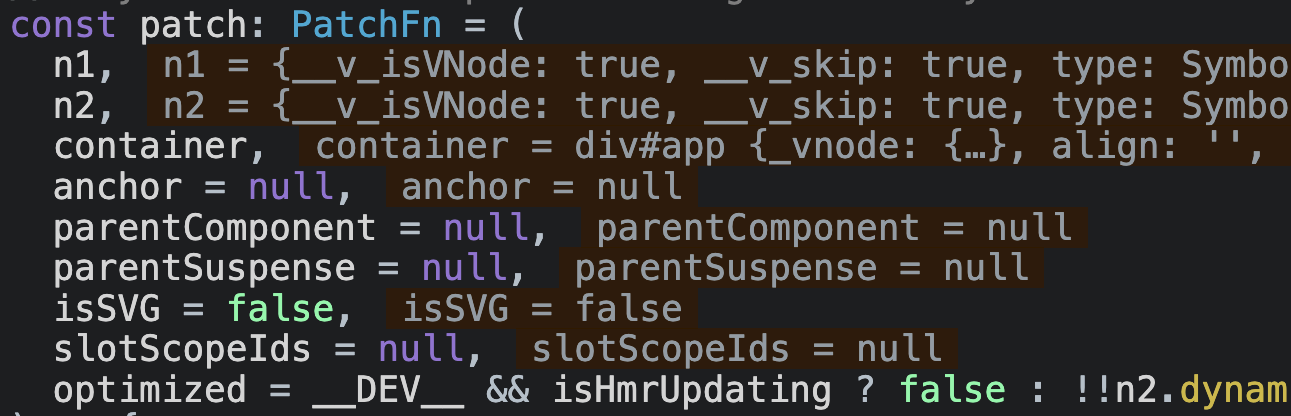 const patch: PatchFn = (
n1, n1 = {__v_isVNode: true, __v_skip: true, type: Symbo
n2, n2 = {__v_isVNode: true, __v_skip: true, type: Symbo
container, container = div#app {_vnode: {…}, align: '',
anchor = null, anchor = null
parentComponent = null, parentComponent = null
parentSuspense = null, parentSuspense = null
isSVG = false, isSVG = false
slotScopeIds = null, slotScopeIds = null
optimized = __DEV__ && isHmrUpdating ? false : !!n2.dynam